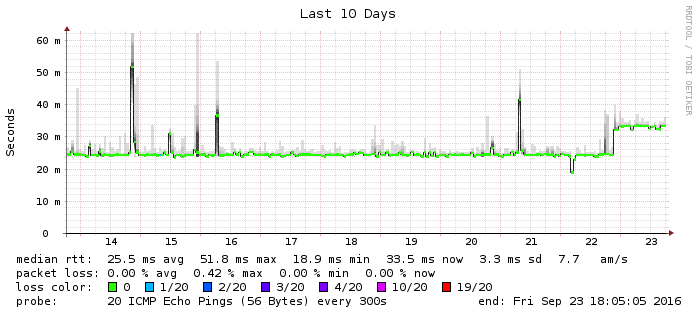 Last 10 Days
RRDTOOL / TOBI OETIKER
Seconds
60 m
50 m
40 m
30 m
20 m
10 m
0
14 15 16 17 18 19 20 21 22 23
median rtt: 25.5 ms avg 51.8 ms max 18.9 ms min 33.5 ms now 3.3 ms sd 7.7 am/s
packet loss: 0.00 % avg 0.42 % max 0.00 % min 0.00 % now
loss color: 0 1/20 2/20 3/20 4/20 10/20 19/20
probe: 20 ICMP Echo Pings (56 Bytes) every 300s end: Fri Sep 23 18:05:05 2016